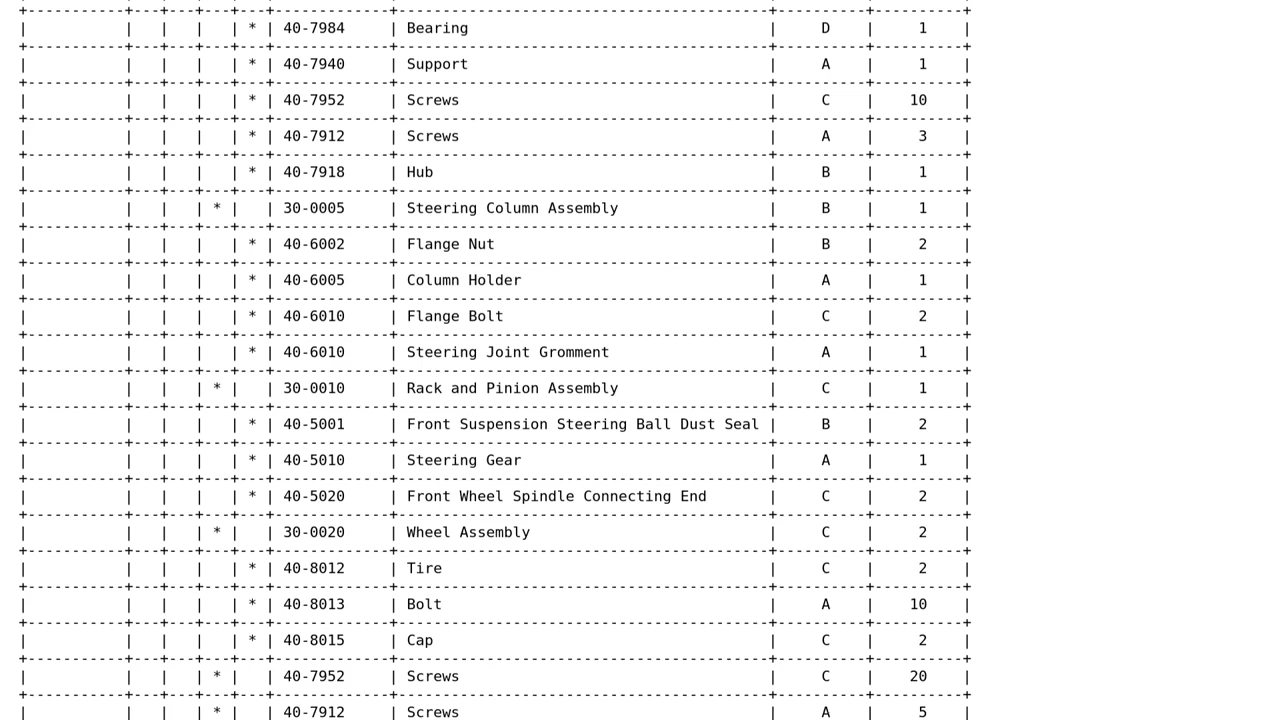 | | | | | * | 40-7984 | Bearing | D | 1 |
| | | | | * | 40-7940 | Support | A | 1 |
| | | | | * | 40-7952 | Screws | C | 10 |
| | | | | * | 40-7912 | Screws | A | 3 |
| | | | | * | 40-7918 | Hub | B | 1 |
| | | | * | | 30-0005 | Steering Column Assembly | B | 1 |
| | | | | * | 40-6002 | Flange Nut | B | 2 |
| | | | | * | 40-6005 | Column Holder | A | 1 |
| | | | | * | 40-6010 | Flange Bolt | C | 2 |
| | | | | * | 40-6010 | Steering Joint Gromment | A | 1 |
| | | | * | | 30-0010 | Rack and Pinion Assembly | C | 1 |
| | | | | * | 40-5001 | Front Suspension Steering Ball Dust Seal | B | 2 |
| | | | | * | 40-5010 | Steering Gear | A | 1 |
| | | | | * | 40-5020 | Front Wheel Spindle Connecting End | C | 2 |
| | | | * | | 30-0020 | Wheel Assembly | C | 2 |
| | | | | * | 40-8012 | Tire | C | 2 |
| | | | | * | 40-8013 | Bolt | A | 10 |
| | | | | * | 40-8015 | Cap | C | 2 |
| | | | * | | 40-7952 | Screws | C | 20 |
| | | | * | | 40-7912 | Screws | A | 5 |